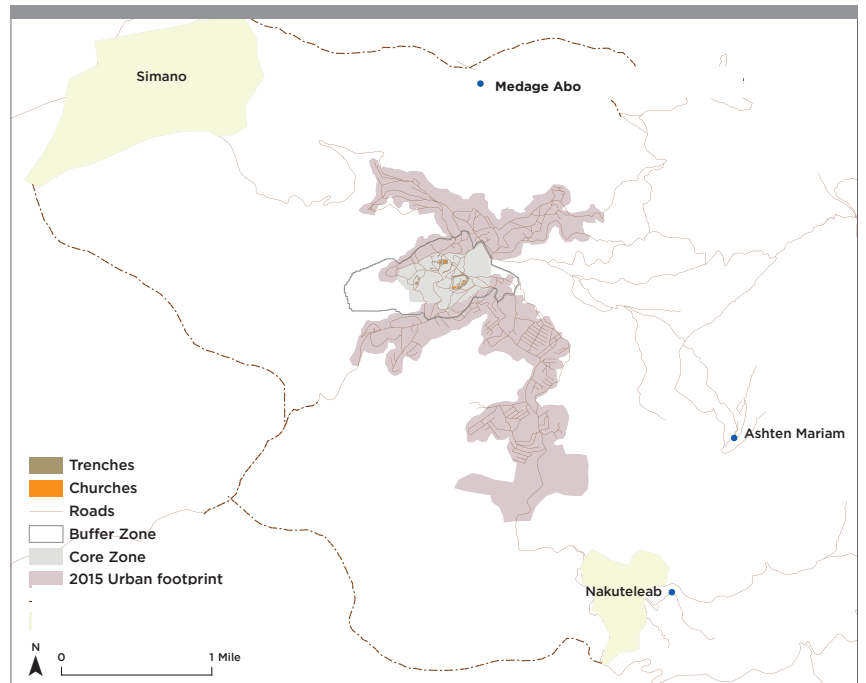 Simano
Medage Abo
Ashten Mariam
Trenches
Churches
Roads
Buffer Zone
Core Zone
2015 Urban footprint
Nakuteleab
N
0
1 Mile